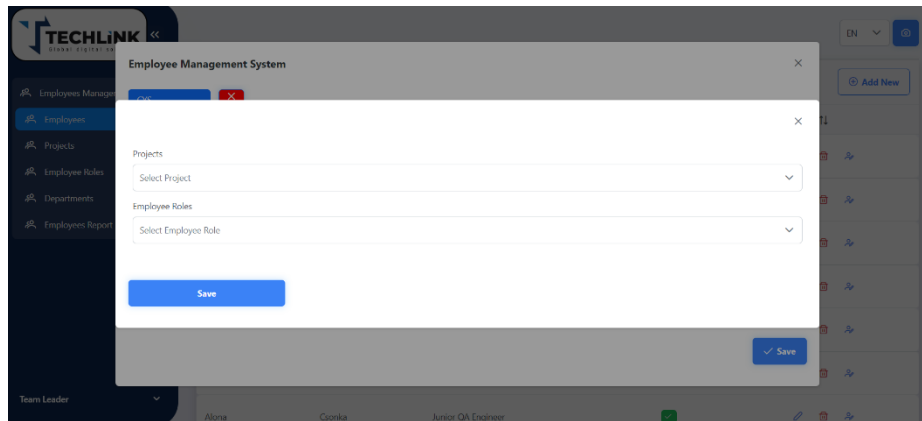 TECHLINK
EN
Employee Management System
Add New
Employees Manage
Employees
Projects
Projects
Select Project
Employee Roles
Employee Roles
Departments
Select Employee Role
Employees Report
Save
Save
Team Leader
Alona Csonka Junior QA Engineer